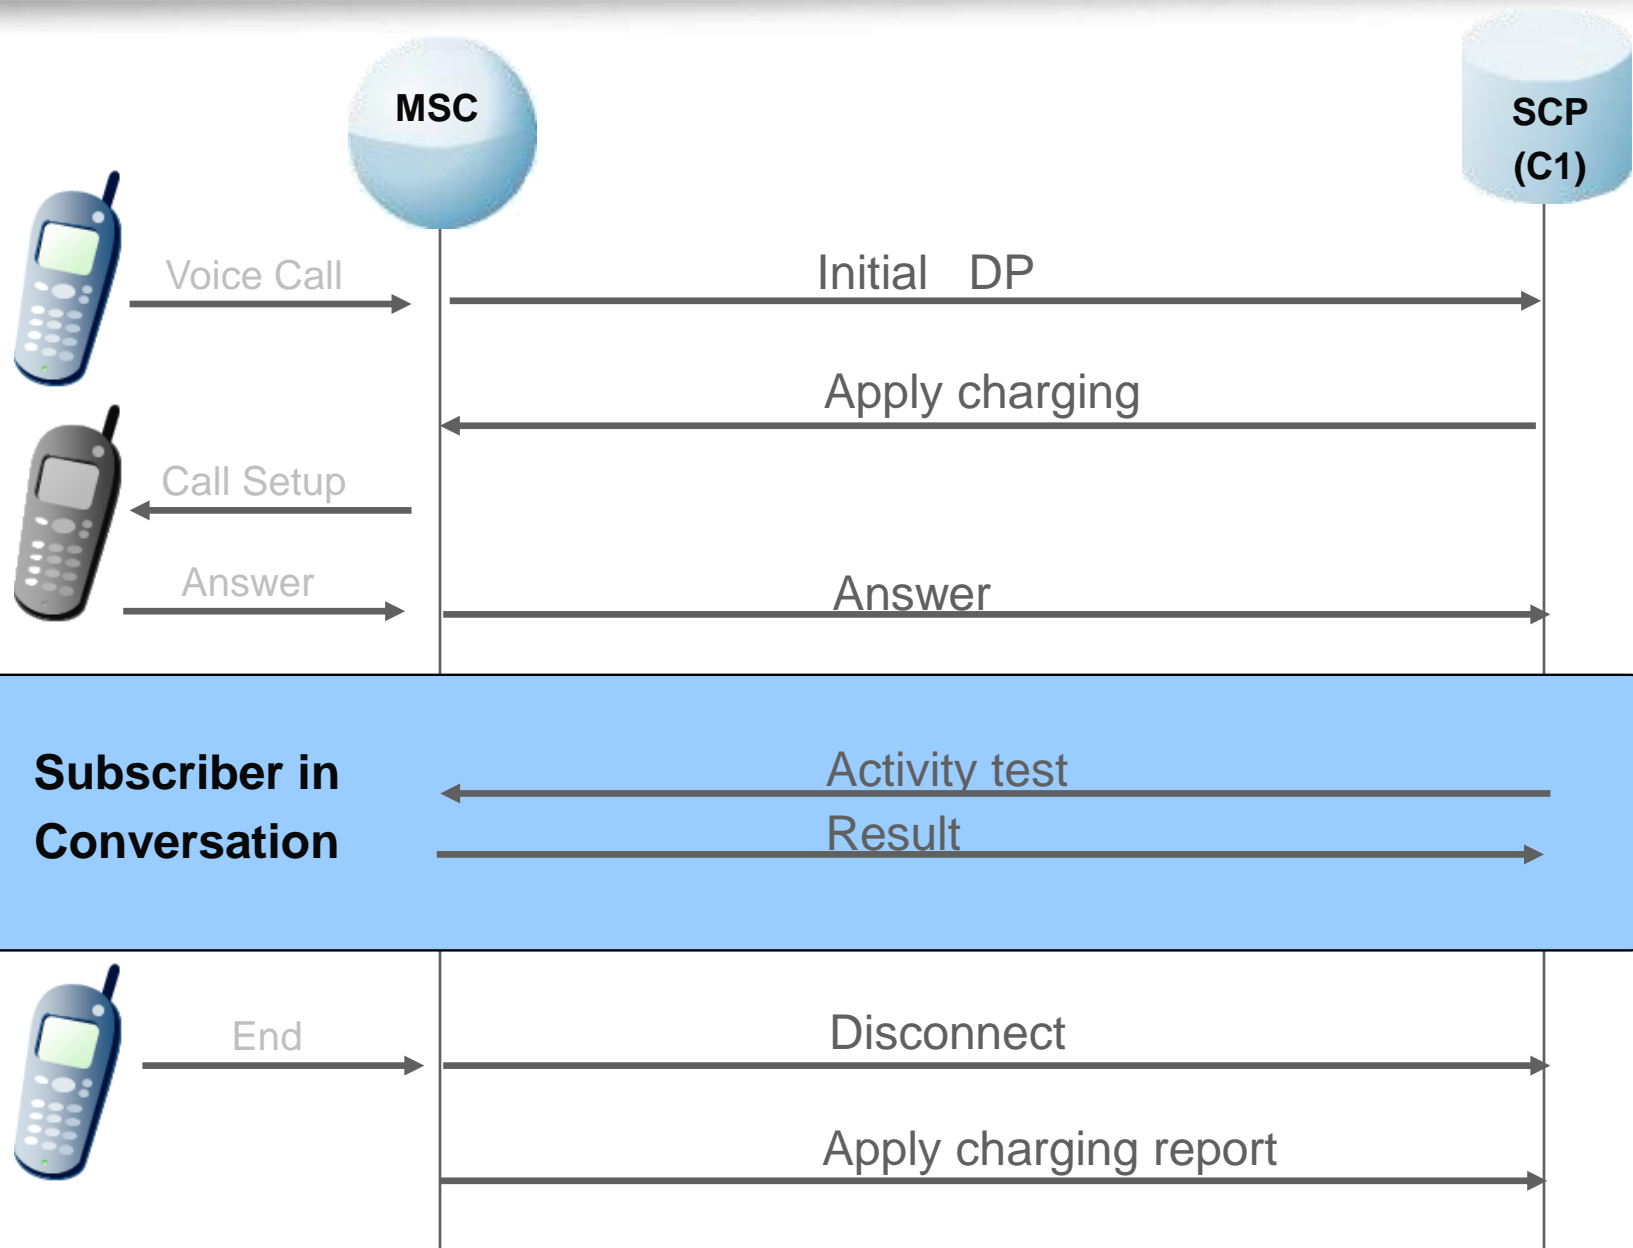 MSC
SCP
(C1)
Voice Call
Initial DP
Apply charging
Call Setup
Answer
Answer
Subscriber in
Conversation
Activity test
Result
End
Disconnect
Apply charging report